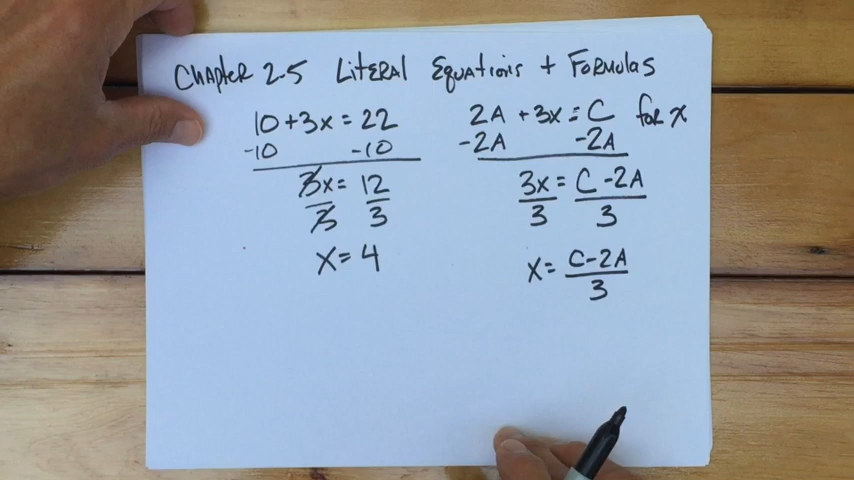 Chapter 2-5 Literal Equations + Formulas
10 + 3x = 22
-10 -10
3x = 12
3 3
x = 4
2A + 3x = C for x
-2A -2A
3x = C - 2A
3 3
x = C - 2A
3